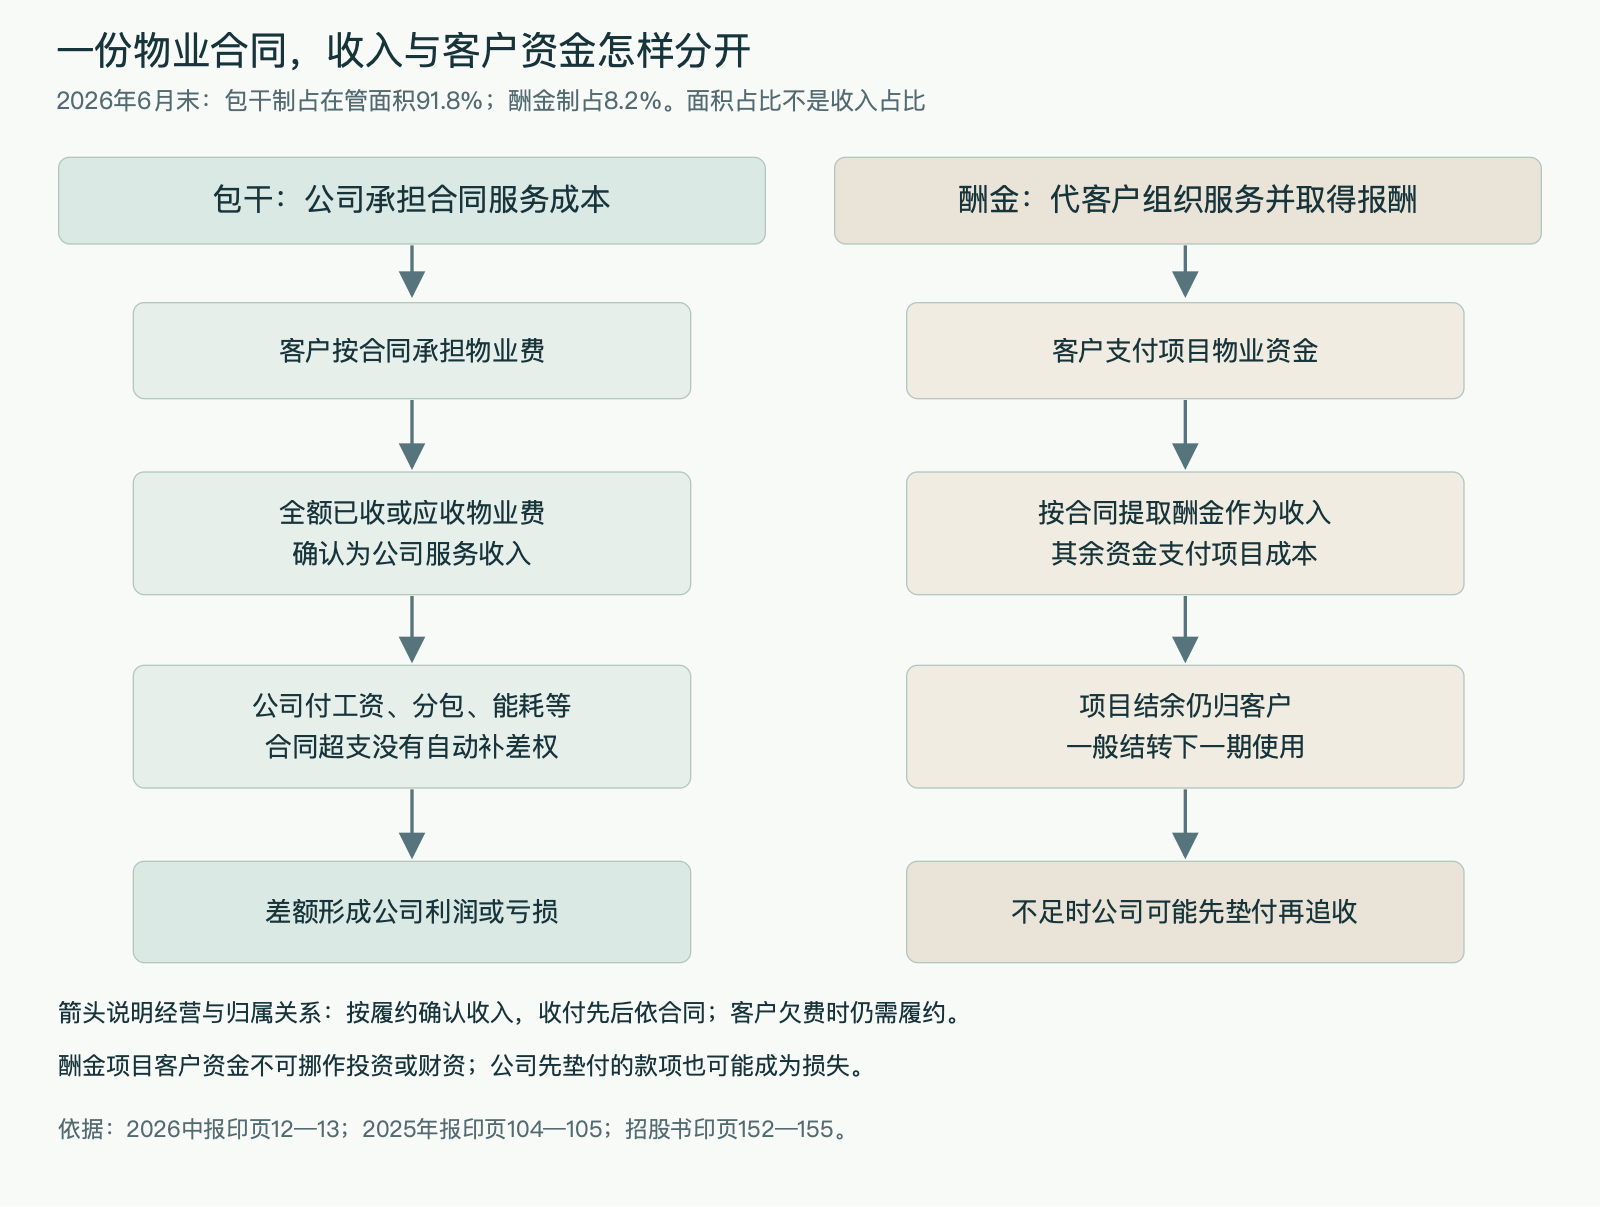 一份物业合同，收入与客户资金怎样分开
2026年6月末：包干制占在管面积91.8%；酬金制占8.2%。面积占比不是收入占比
包干：公司承担合同服务成本
客户按合同承担物业费
全额已收或应收物业费
确认为公司服务收入
公司付工资、分包、能耗等
合同超支没有自动补差权
差额形成公司利润或亏损
酬金：代客户组织服务并取得报酬
客户支付项目物业资金
按合同提取酬金作为收入
其余资金支付项目成本
项目结余仍归客户
一般结转下一期使用
不足时公司可能先垫付再追收
箭头说明经营与归属关系：按履约确认收入，收付先后依合同；客户欠费时仍需履约。
酬金项目客户资金不可挪作投资或财资；公司先垫付的款项也可能成为损失。
依据：2026中报印页12—13；2025年报印页104—105；招股书印页152—155。